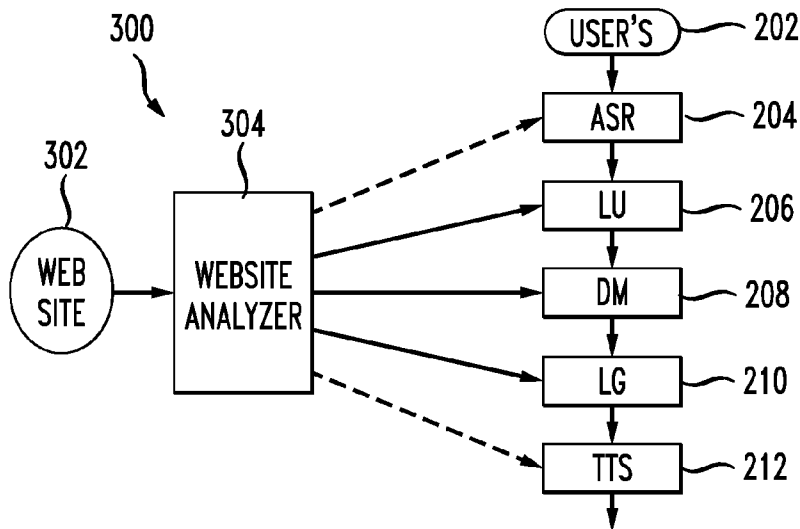 300
USER'S
202
ASR
204
304
302
LU
206
WEB
SITE
WEBSITE
ANALYZER
DM
208
LG
210
TTS
212